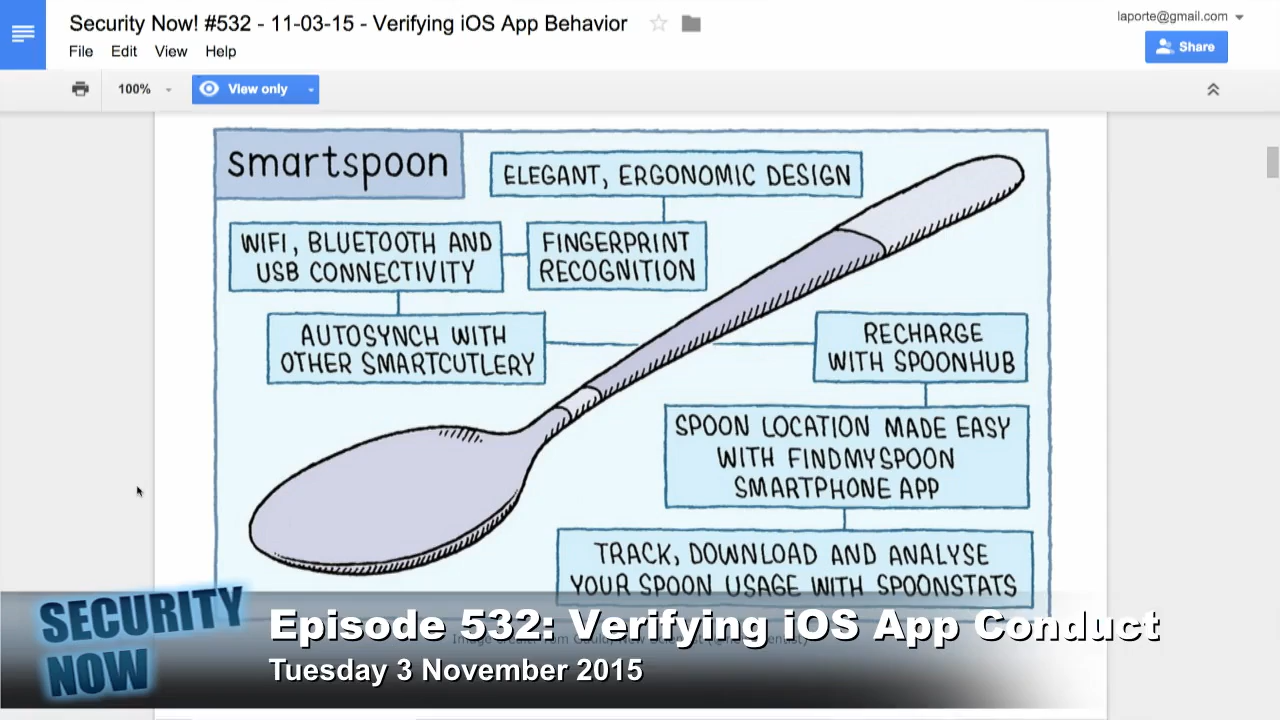 Security Now! #532 - 11-03-15 - Verifying iOS App Behavior
laporte@gmail.com
File Edit View Help
Share
100%
View only
smartspoon
ELEGANT, ERGONOMIC DESIGN
WIFI, BLUETOOTH AND
USB CONNECTIVITY
FINGERPRINT
RECOGNITION
AUTOSYNCH WITH
OTHER SMARTCUTLERY
RECHARGE
WITH SPOONHUB
SPOON LOCATION MADE EASY
WITH FINDMYSPOON
SMARTPHONE APP
TRACK, DOWNLOAD AND ANALYSE
YOUR SPOON USAGE WITH SPOONSTATS
SECURITY
NOW
Episode 532: Verifying iOS App Conduct
Tuesday 3 November 2015